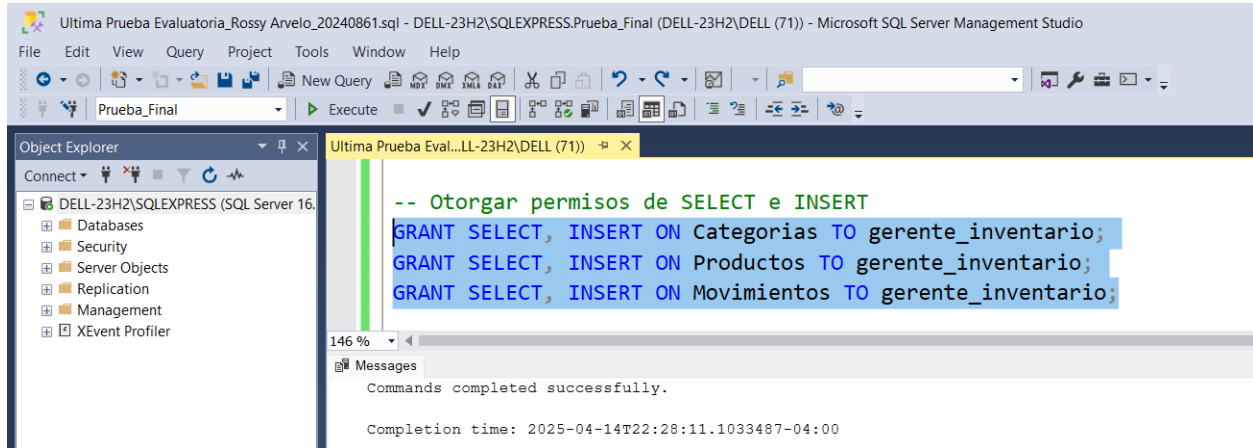 Ultima Prueba Evaluatoria_Rossy Arvelo_20240861.sql - DELL-23H2\SQLEXPRESS.Prueba_Final (DELL-23H2\DELL (71)) - Microsoft SQL Server Management Studio
File Edit View Query Project Tools Window Help
New Query MDX DMX XMLA DAX
Prueba_Final Execute
Object Explorer
Ultima Prueba Eval...LL-23H2\DELL (71))
Connect
DELL-23H2\SQLEXPRESS (SQL Server 16.
Databases
Security
Server Objects
Replication
Management
XEvent Profiler
-- Otorgar permisos de SELECT e INSERT
GRANT SELECT, INSERT ON Categorias TO gerente_inventario;
GRANT SELECT, INSERT ON Productos TO gerente_inventario;
GRANT SELECT, INSERT ON Movimientos TO gerente_inventario;
146 %
Messages
Commands completed successfully.
Completion time: 2025-04-14T22:28:11.1033487-04:00